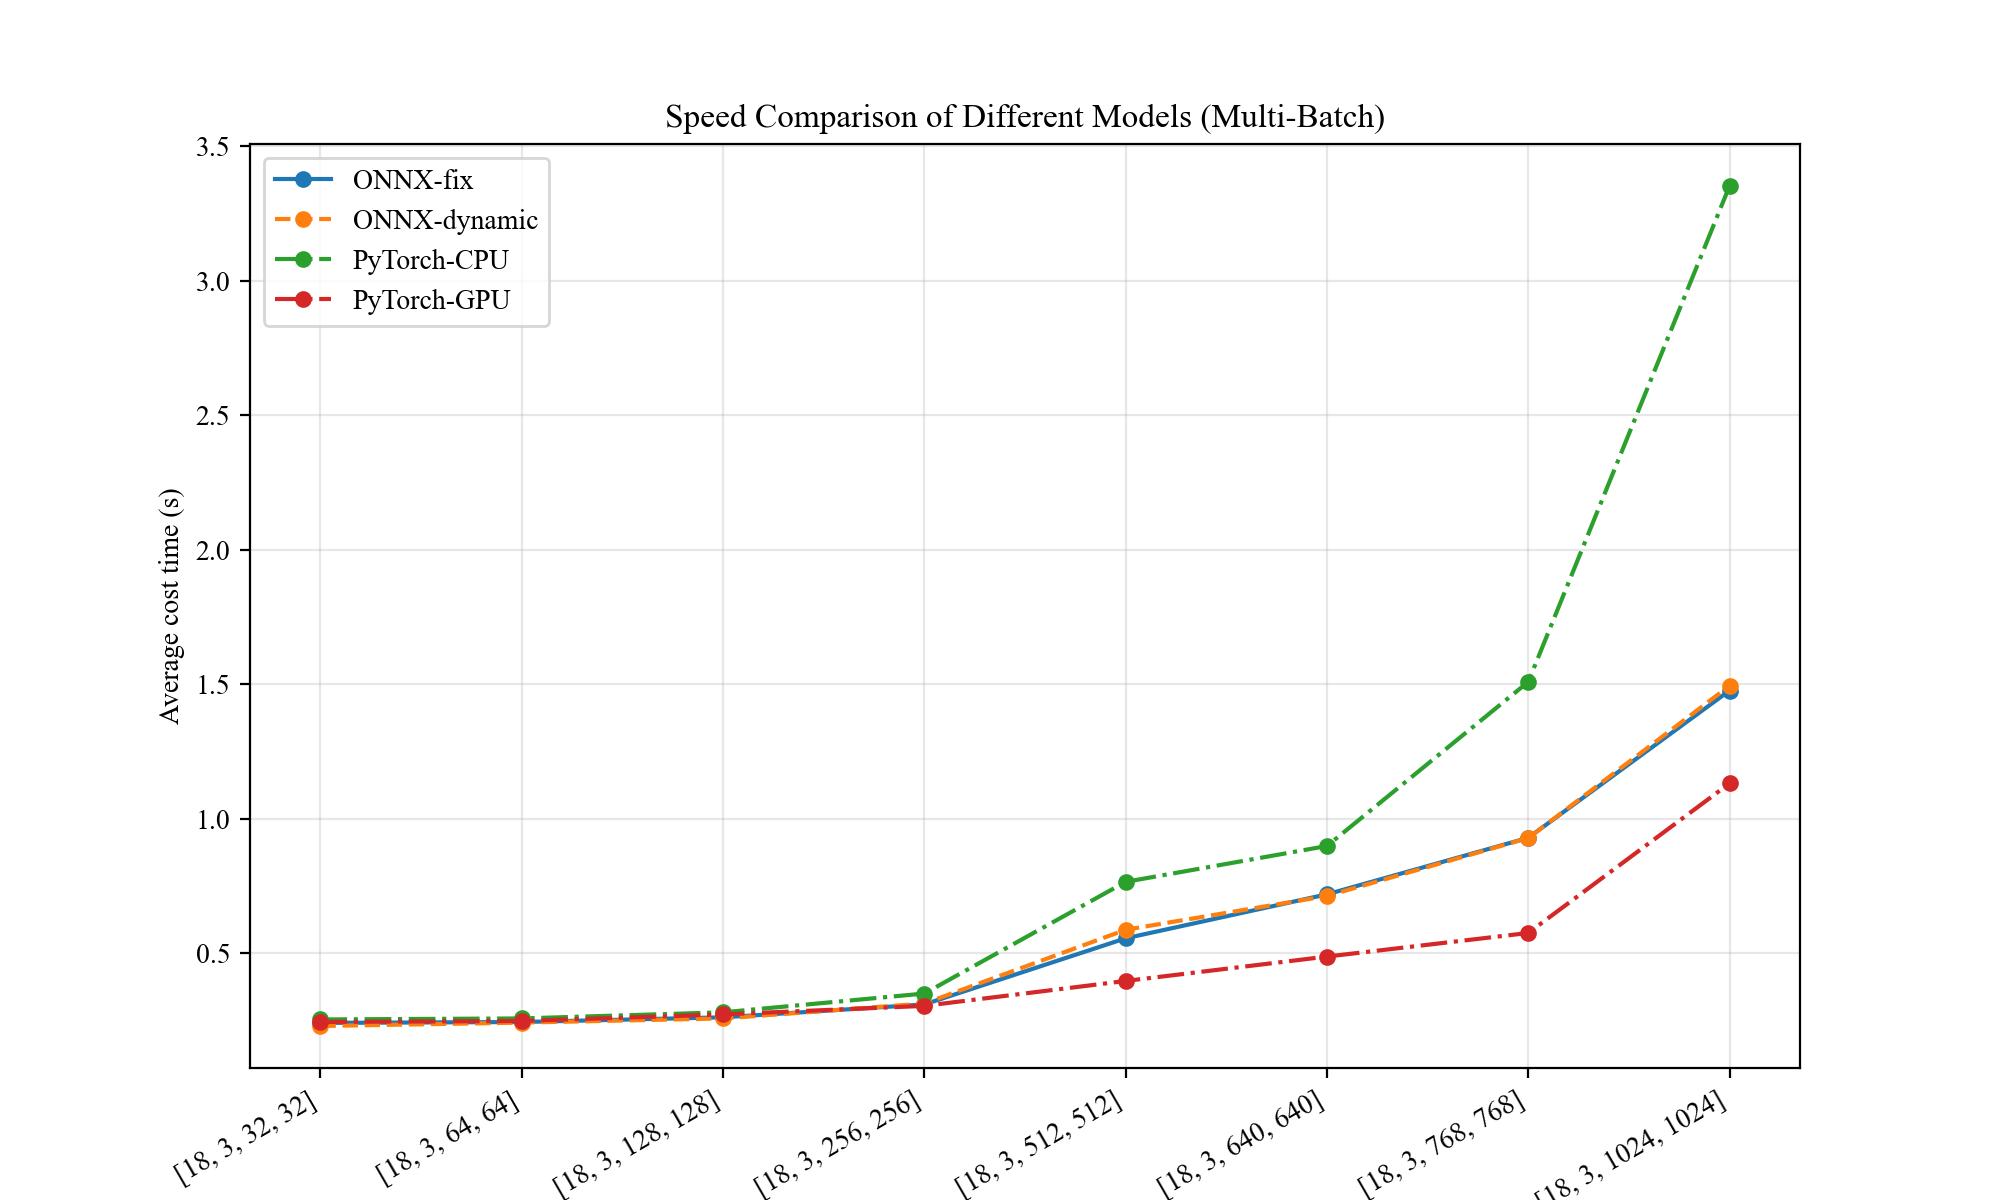 Speed Comparison of Different Models (Multi-Batch)
3.5
3.0
2.5
2.0
1.5
1.0
0.5
Average cost time (s)
ONNX-fix
ONNX-dynamic
PyTorch-CPU
PyTorch-GPU
[18, 3, 32, 32]
[18, 3, 64, 64]
[18, 3, 128, 128]
[18, 3, 256, 256]
[18, 3, 512, 512]
[18, 3, 640, 640]
[18, 3, 768, 768]
[18, 3, 1024, 1024]